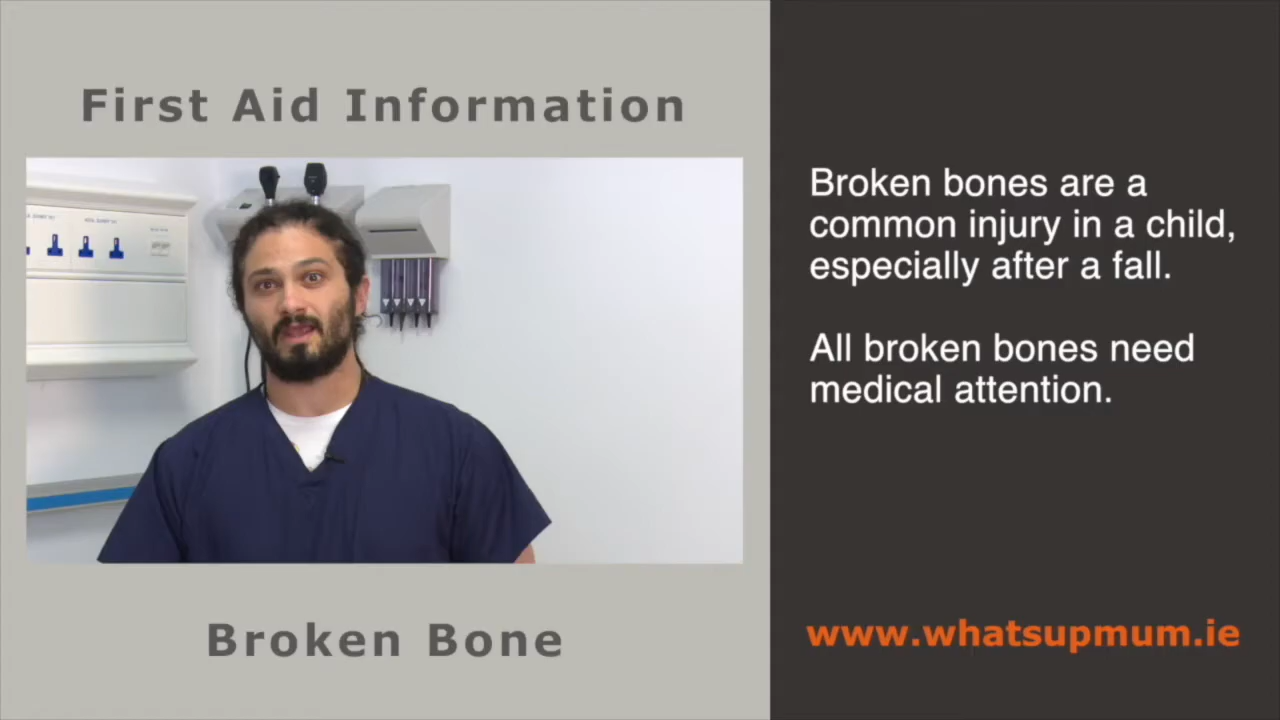 First Aid Information
Broken bones are a
common injury in a child,
especially after a fall.
All broken bones need
medical attention.
Broken Bone
www.whatsupmum.ie